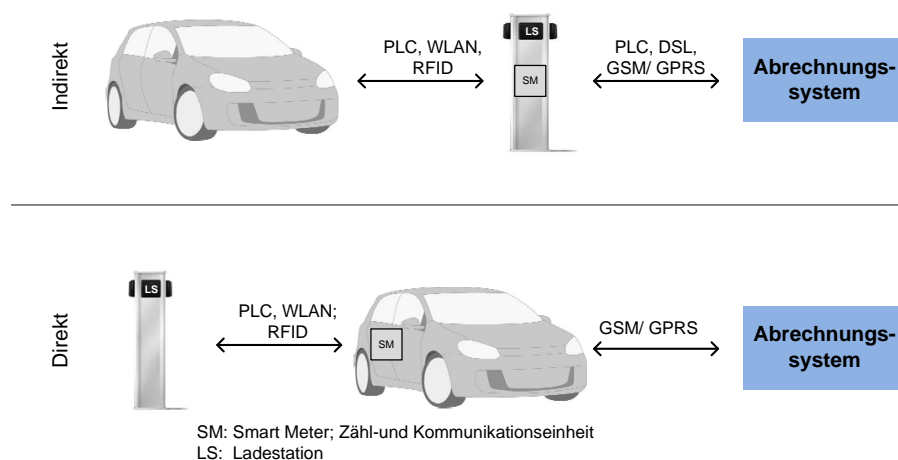 Indirekt
PLC, WLAN,
RFID
LS
SM
PLC, DSL,
GSM/ GPRS
Abrechnungs-
system
Direkt
LS
PLC, WLAN;
RFID
SM
GSM/ GPRS
Abrechnungs-
system
SM: Smart Meter; Zähl-und Kommunikationseinheit
LS: Ladestation